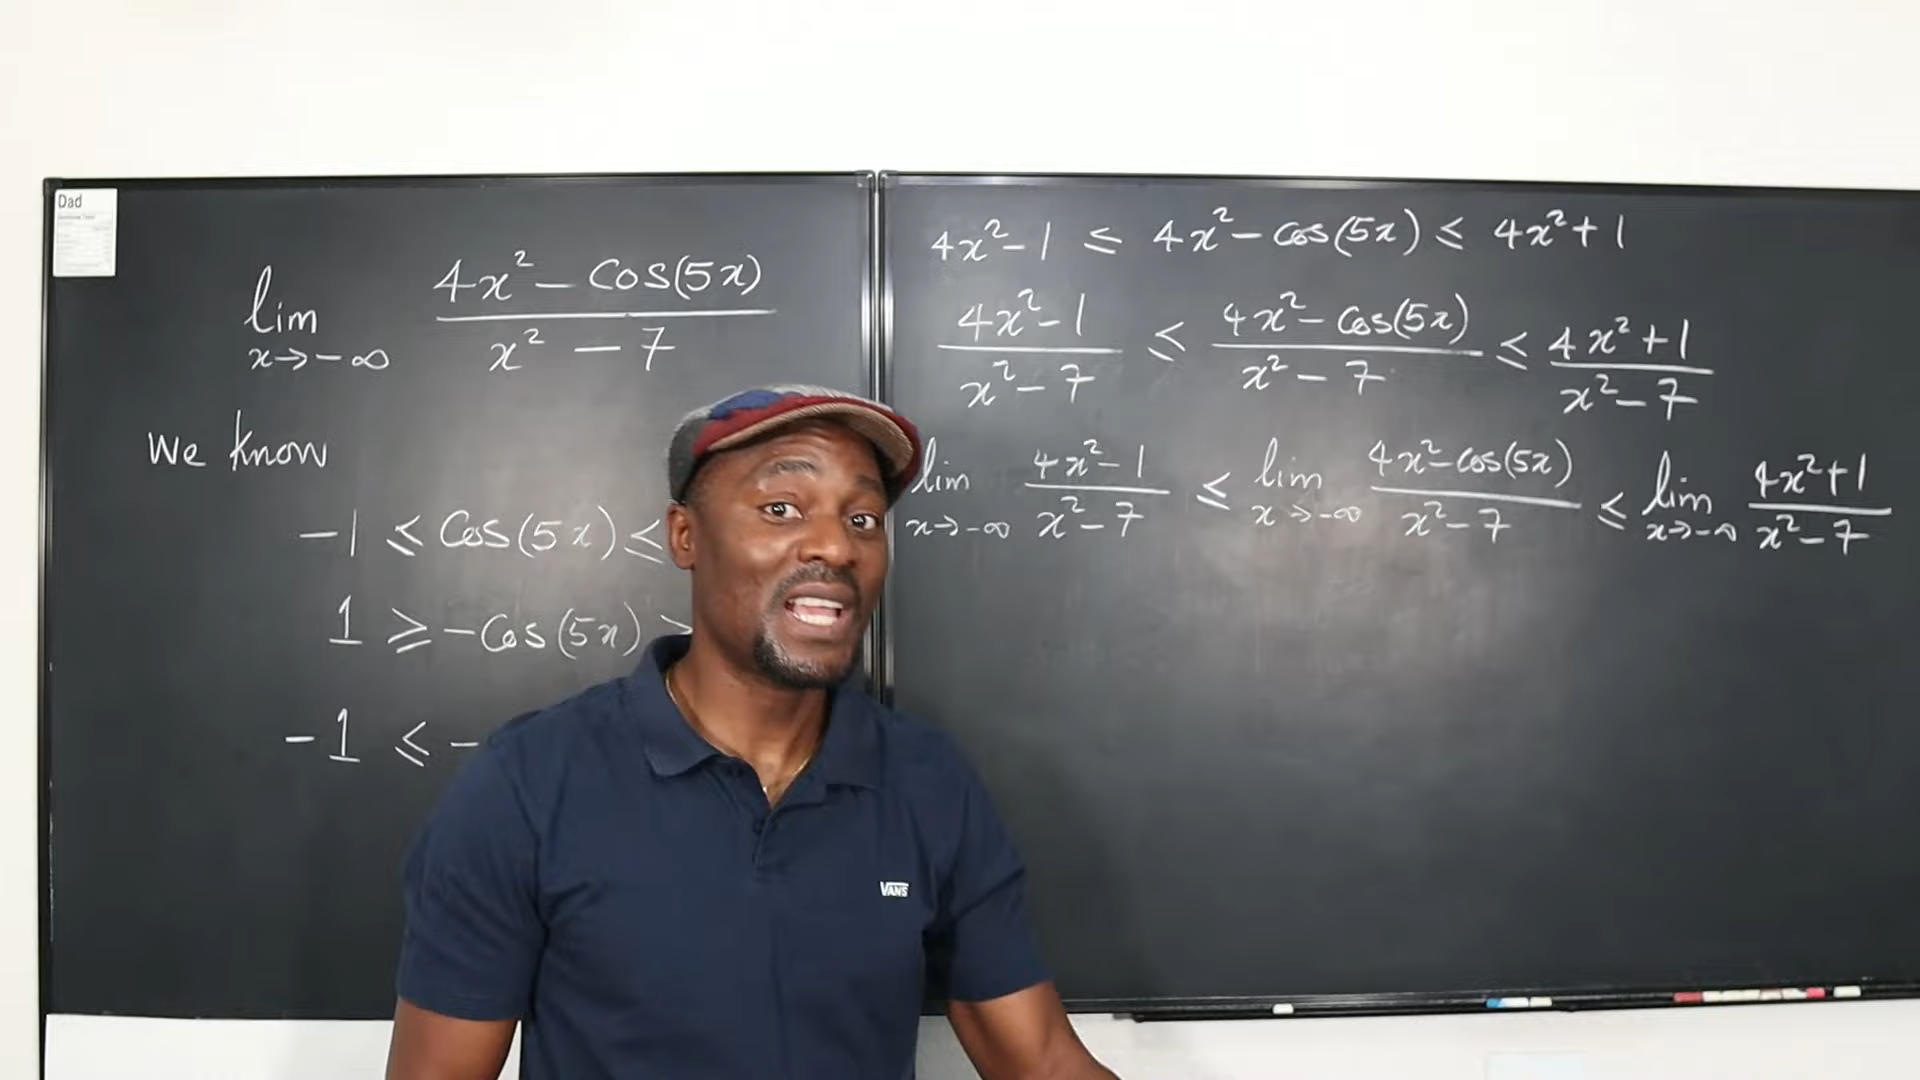 Dad
lim x→-∞ (4x² - Cos(5x))/(x² - 7)
We know
-1 ≤ Cos(5x) ≤
1 ≥ -Cos(5x) ≥
-1 ≤ -
4x² - 1 ≤ 4x² - Cos(5x) ≤ 4x² + 1
(4x² - 1)/(x² - 7) ≤ (4x² - Cos(5x))/(x² - 7) ≤ (4x² + 1)/(x² - 7)
lim x→-∞ (4x² - 1)/(x² - 7) ≤ lim x→-∞ (4x² - Cos(5x))/(x² - 7) ≤ lim x→-∞ (4x² + 1)/(x² - 7)
VANS